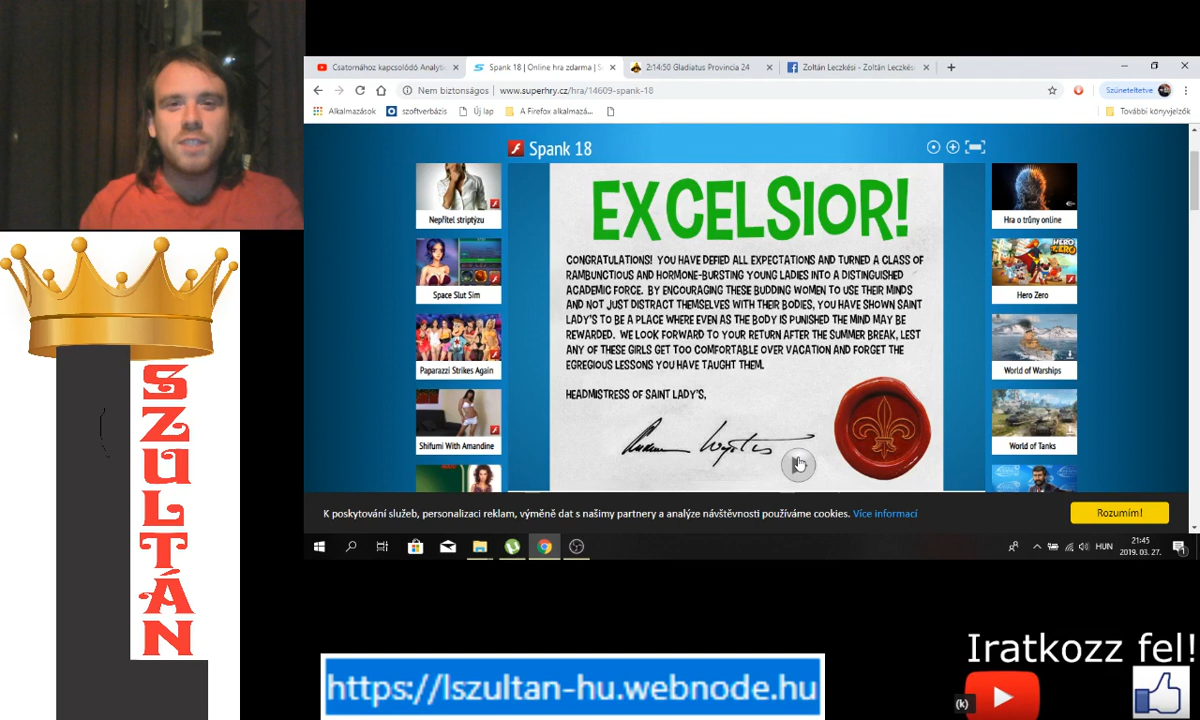 Csatornához kapcsolódó Analyti
Spank 18 | Online hra zdarma | S
2:14:50 Gladiatus Provincia 24
Zoltán Leczkési - Zoltán Leczkési
Nem biztonságos | www.superhry.cz/hra/14609-spank-18
Szüneteltetve
Alkalmazások
szoftverbázis
Új lap
A Firefox alkalmazá...
További könyvjelzők
Spank 18
EXCELSIOR!
CONGRATULATIONS! YOU HAVE DEFIED ALL EXPECTATIONS AND TURNED A CLASS OF
RAMBUNCTIOUS AND HORMONE-BURSTING YOUNG LADIES INTO A DISTINGUISHED
ACADEMIC FORCE. BY ENCOURAGING THESE BUDDING WOMEN TO USE THEIR MINDS
AND NOT JUST DISTRACT THEMSELVES WITH THEIR BODIES, YOU HAVE SHOWN SAINT
LADY'S TO BE A PLACE WHERE EVEN AS THE BODY IS PUNISHED THE MIND MAY BE
REWARDED. WE LOOK FORWARD TO YOUR RETURN AFTER THE SUMMER BREAK, LEST
ANY OF THESE GIRLS GET TOO COMFORTABLE OVER VACATION AND FORGET THE
EGREGIOUS LESSONS YOU HAVE TAUGHT THEM.
HEADMISTRESS OF SAINT LADY'S,
Nepřítel striptýzu
Space Slut Sim
Paparazzi Strikes Again
Shifumi With Amandine
Hra o trůny online
HERO ZERO
Hero Zero
World of Warships
World of Tanks
K poskytování služeb, personalizaci reklam, výměně dat s našimi partnery a analýze návštěvnosti používáme cookies. Více informací
Rozumím!
HUN
21:45
2019. 03. 27.
1
L
SZULTÁN
https://lszultan-hu.webnode.hu
Iratkozz fel!
(k)